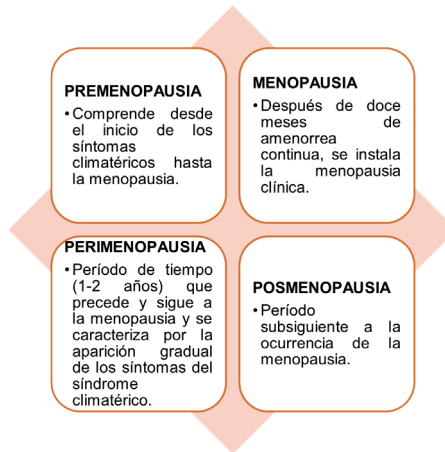 PREMENOPAUSIA
• Comprende desde
el inicio de los
síntomas
climatéricos hasta
la menopausia.
MENOPAUSIA
• Después de doce
meses de
amenorrea
continua, se instala
la menopausia
clínica.
PERIMENOPAUSIA
• Período de tiempo
(1-2 años) que
precede y sigue a
la menopausia y se
caracteriza por la
aparición gradual
de los síntomas del
síndrome
climatérico.
POSMENOPAUSIA
• Período
subsiguiente a la
ocurrencia de la
menopausia.